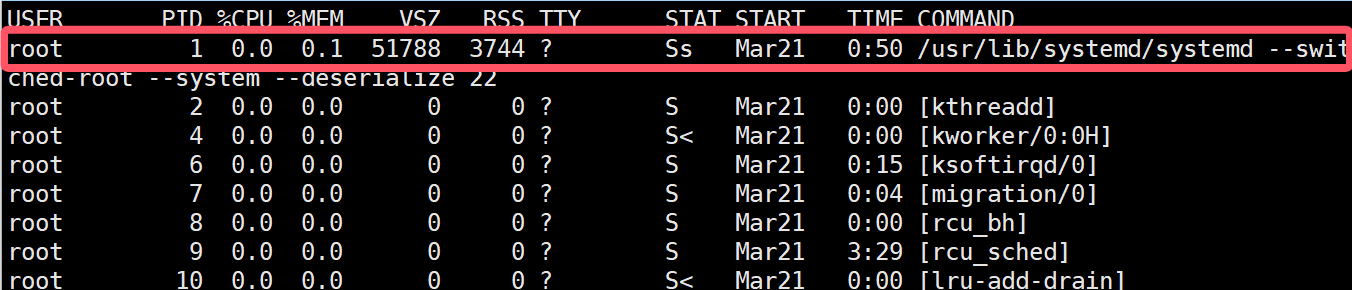 USER       PID %CPU %MEM    VSZ   RSS TTY      STAT START   TIME COMMAND
root         1  0.0  0.1  51788  3744 ?        Ss   Mar21   0:50 /usr/lib/systemd/systemd --swit
ched-root --system --deserialize 22
root         2  0.0  0.0      0     0 ?        S    Mar21   0:00 [kthreadd]
root         4  0.0  0.0      0     0 ?        S<   Mar21   0:00 [kworker/0:0H]
root         6  0.0  0.0      0     0 ?        S    Mar21   0:15 [ksoftirqd/0]
root         7  0.0  0.0      0     0 ?        S    Mar21   0:04 [migration/0]
root         8  0.0  0.0      0     0 ?        S    Mar21   0:00 [rcu_bh]
root         9  0.0  0.0      0     0 ?        S    Mar21   3:29 [rcu_sched]
root        10  0.0  0.0      0     0 ?        S<   Mar21   0:00 [lru-add-drain]